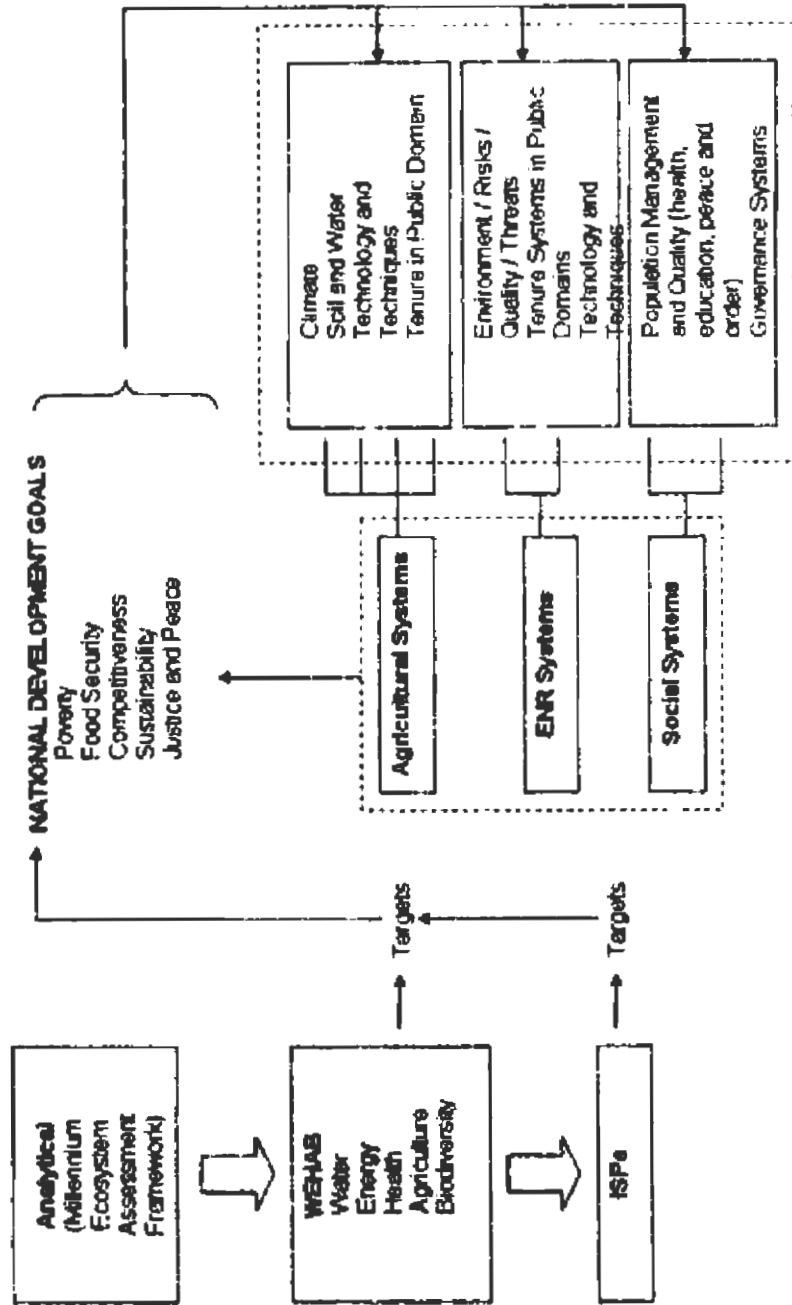 Analytical
(Millennium
Ecosystem
Assessment
Framework)
WEHAB
Water
Energy
Health
Agriculture
Biodiversity
ISPs
Targets
Targets
NATIONAL DEVELOPMENT GOALS
Poverty
Food Security
Competitiveness
Sustainability
Justice and Peace
Agricultural Systems
ENR Systems
Social Systems
Climate
Soil and Water
Technology and
Techniques
Tenure in Public Domain
Environment / Risks /
Quality / Threats
Tenure Systems in Public
Domains
Technology and
Techniques
Population Management
and Quality (health,
education, peace and
order)
Governance Systems